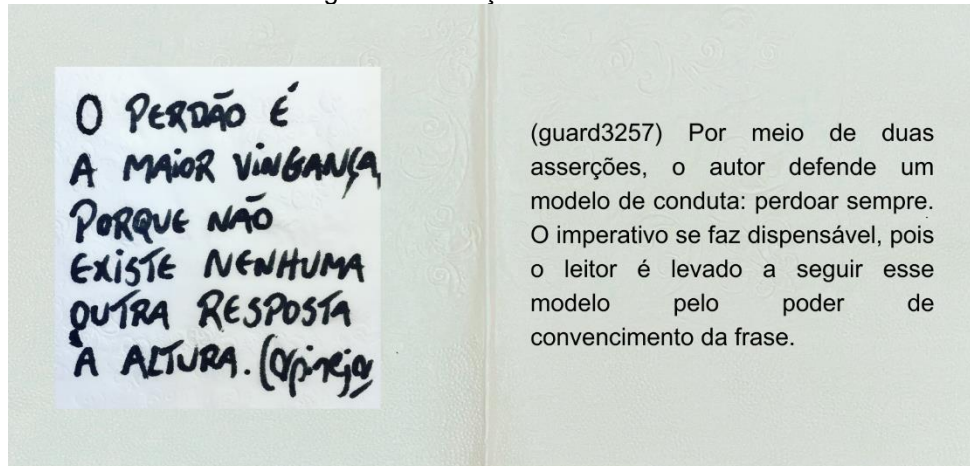 O PERDÃO É
A MAIOR VINGANÇA,
PORQUE NÃO
EXISTE NENHUMA
OUTRA RESPOSTA
À ALTURA. (arpinejar
(guard3257) Por meio de duas
asserções, o autor defende um
modelo de conduta: perdoar sempre.
O imperativo se faz dispensável, pois
o leitor é levado a seguir esse
modelo pelo poder de
convencimento da frase.